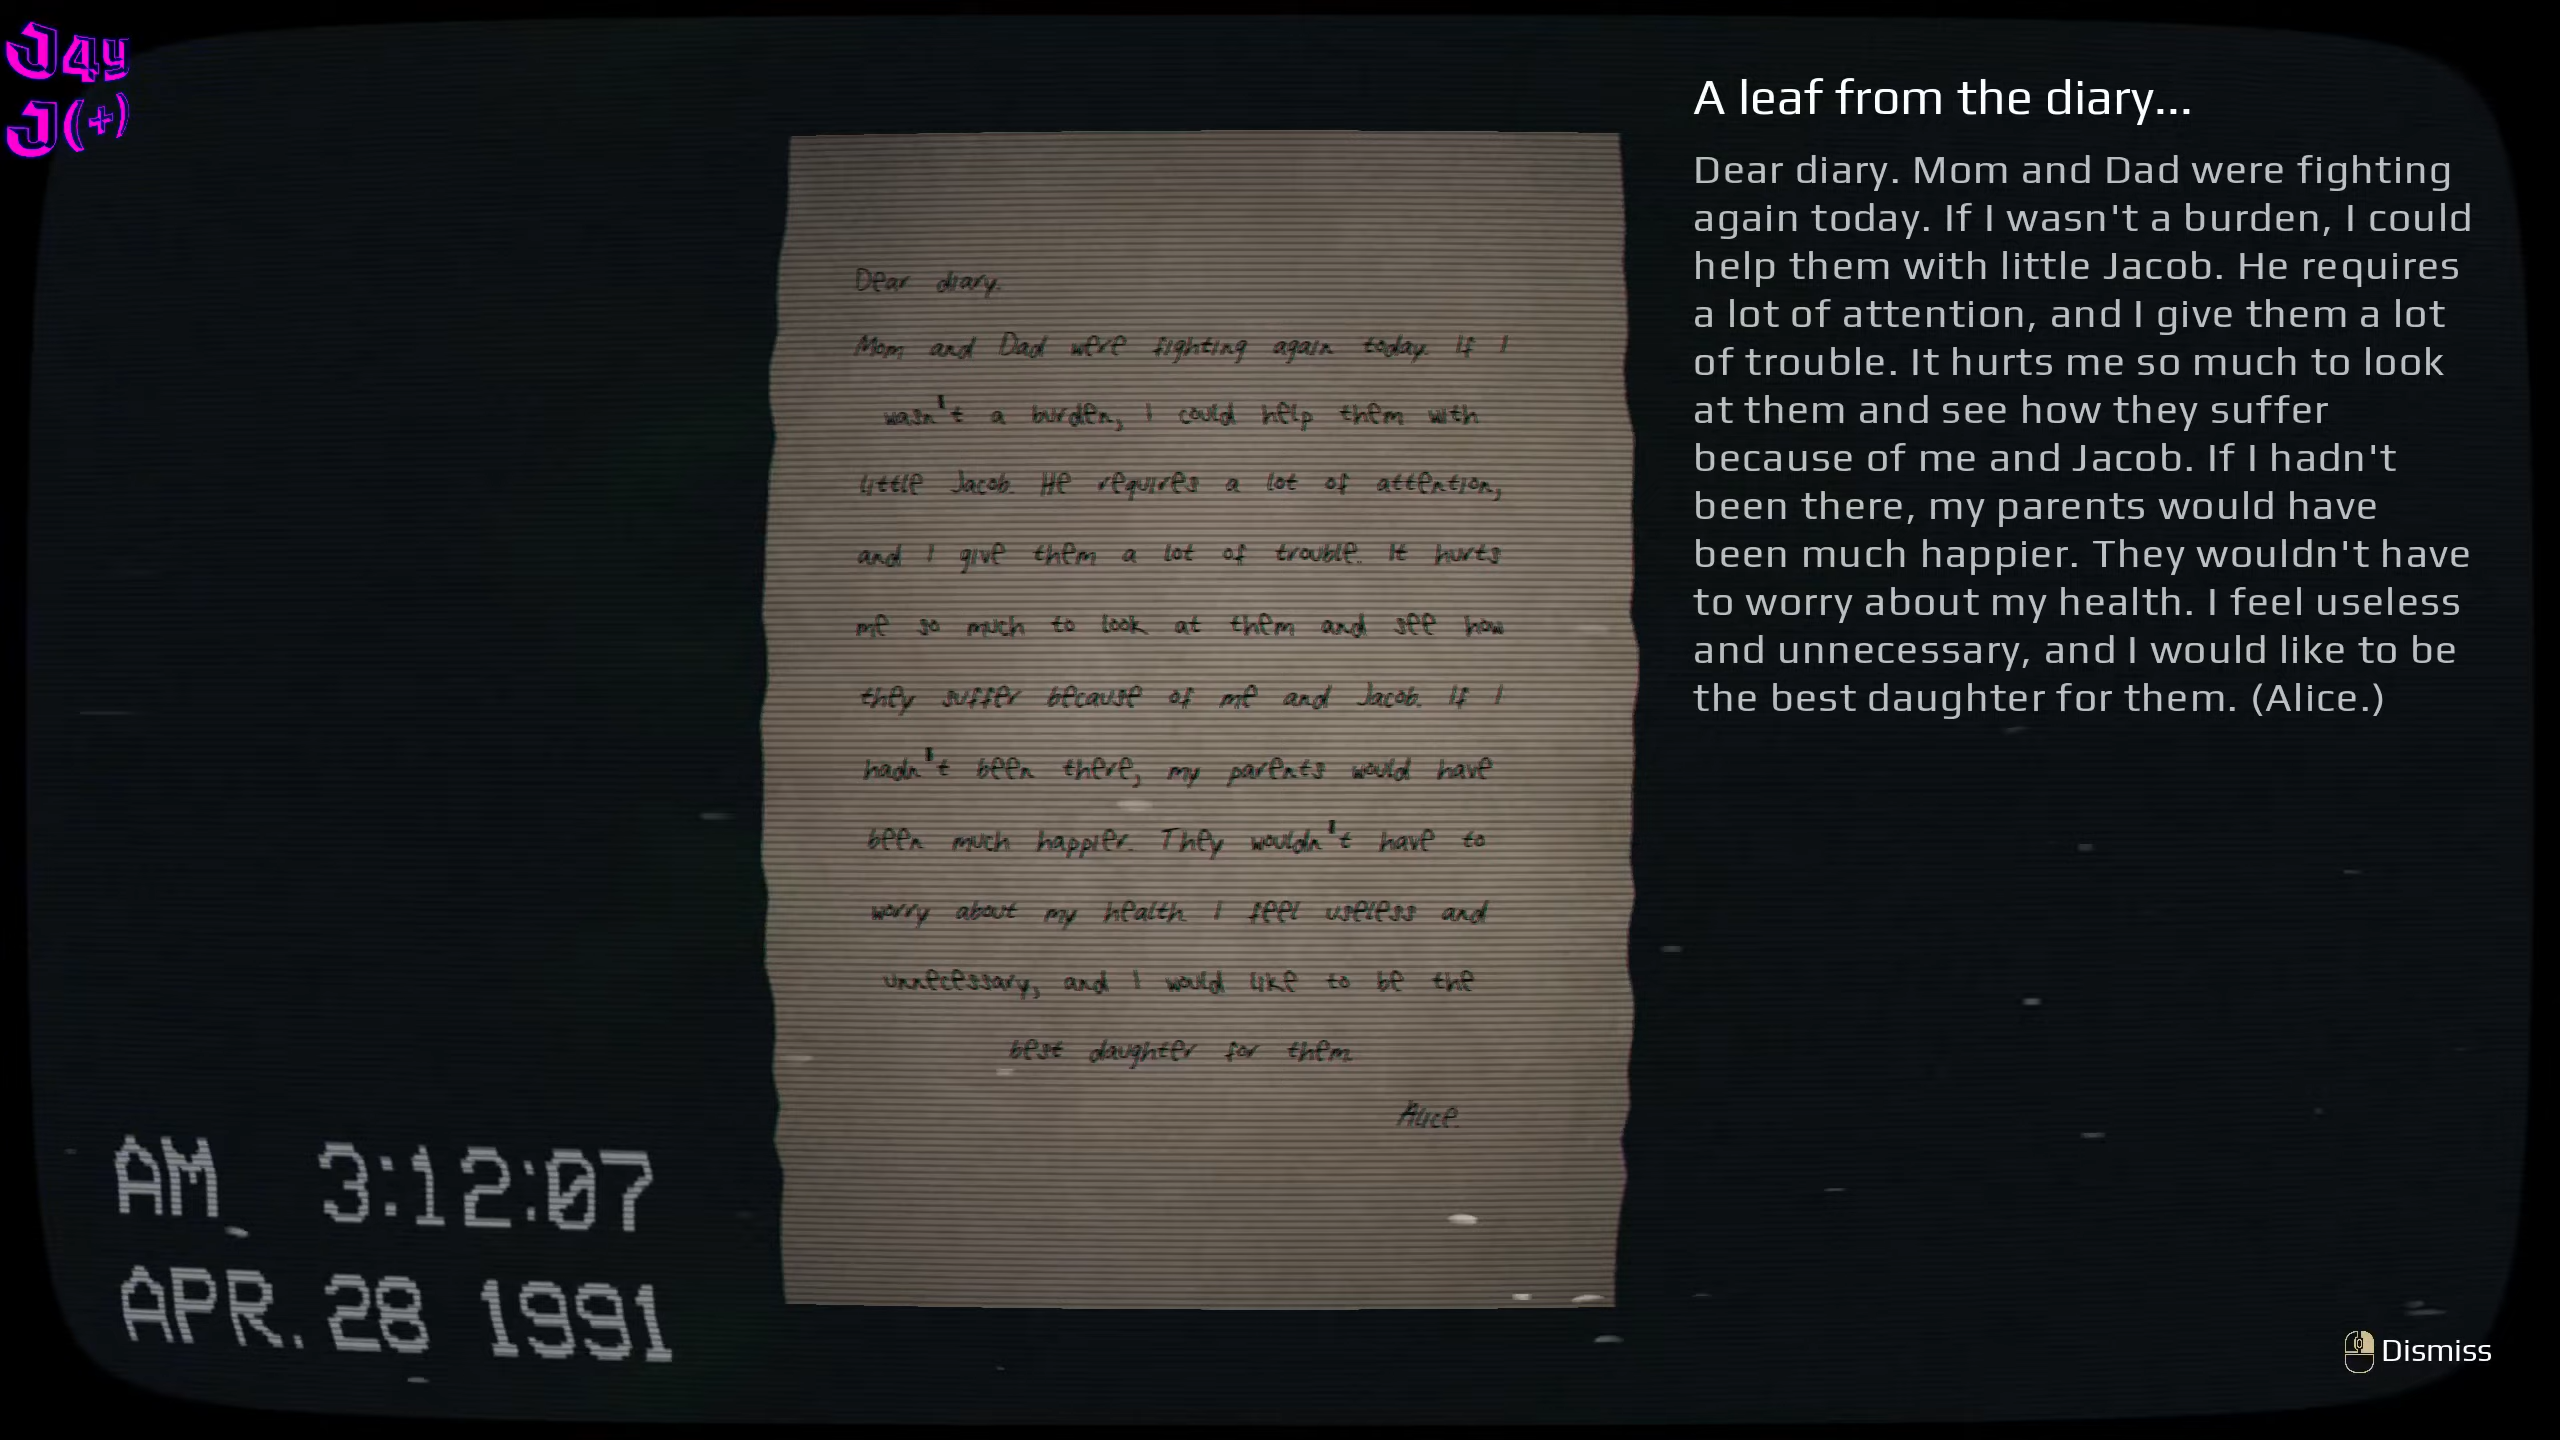 J4y
J(+)
A leaf from the diary...
Dear diary. Mom and Dad were fighting
again today. If I wasn't a burden, I could
help them with little Jacob. He requires
a lot of attention, and I give them a lot
of trouble. It hurts me so much to look
at them and see how they suffer
because of me and Jacob. If I hadn't
been there, my parents would have
been much happier. They wouldn't have
to worry about my health. I feel useless
and unnecessary, and I would like to be
the best daughter for them. (Alice.)
Dear diary.
Mom and Dad were fighting again today. If I
wasn't a burden, I could help them with
little Jacob. He requires a lot of attention,
and I give them a lot of trouble. It hurts
me so much to look at them and see how
they suffer because of me and Jacob. If I
hadn't been there, my parents would have
been much happier. They wouldn't have to
worry about my health. I feel useless and
unnecessary, and I would like to be the
best daughter for them.
Alice.
AM 3:12:07
APR. 28 1991
Dismiss